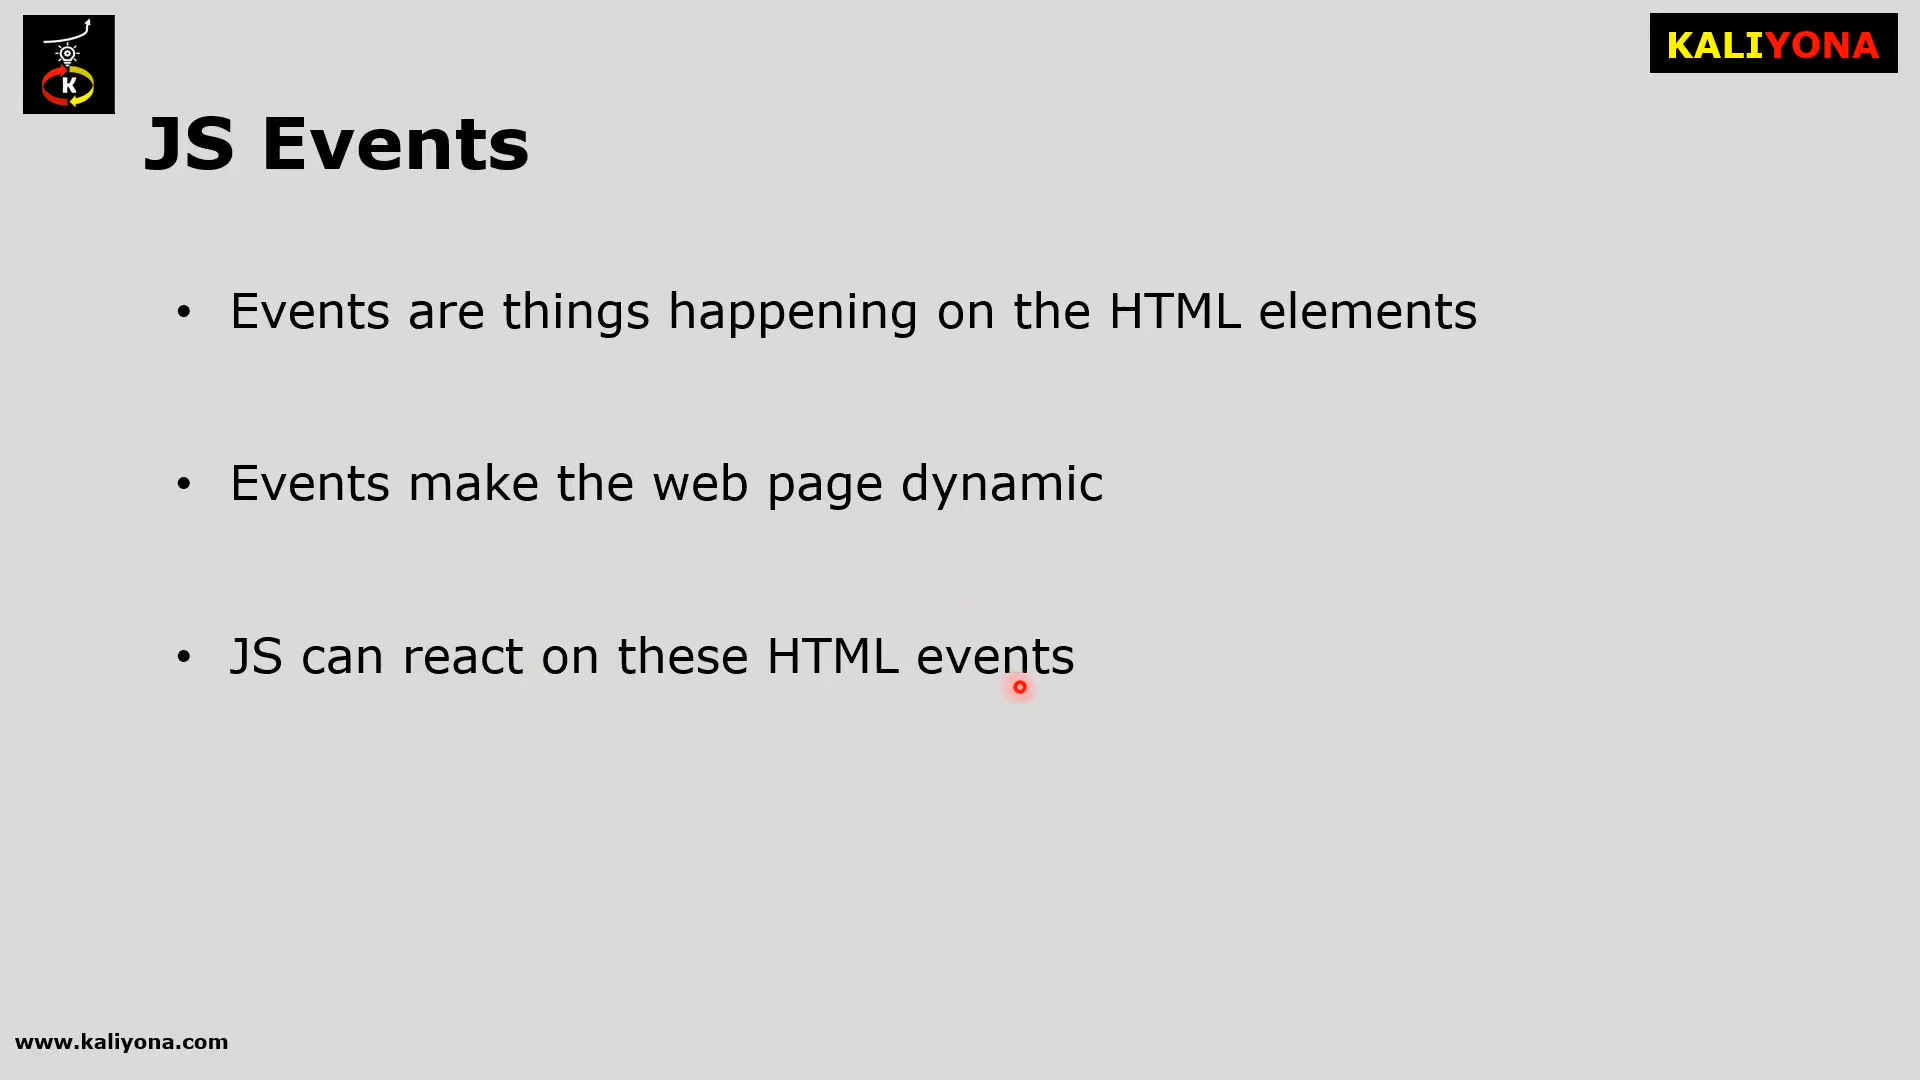 K
KALIYONA
JS Events
• Events are things happening on the HTML elements
• Events make the web page dynamic
• JS can react on these HTML events
www.kaliyona.com